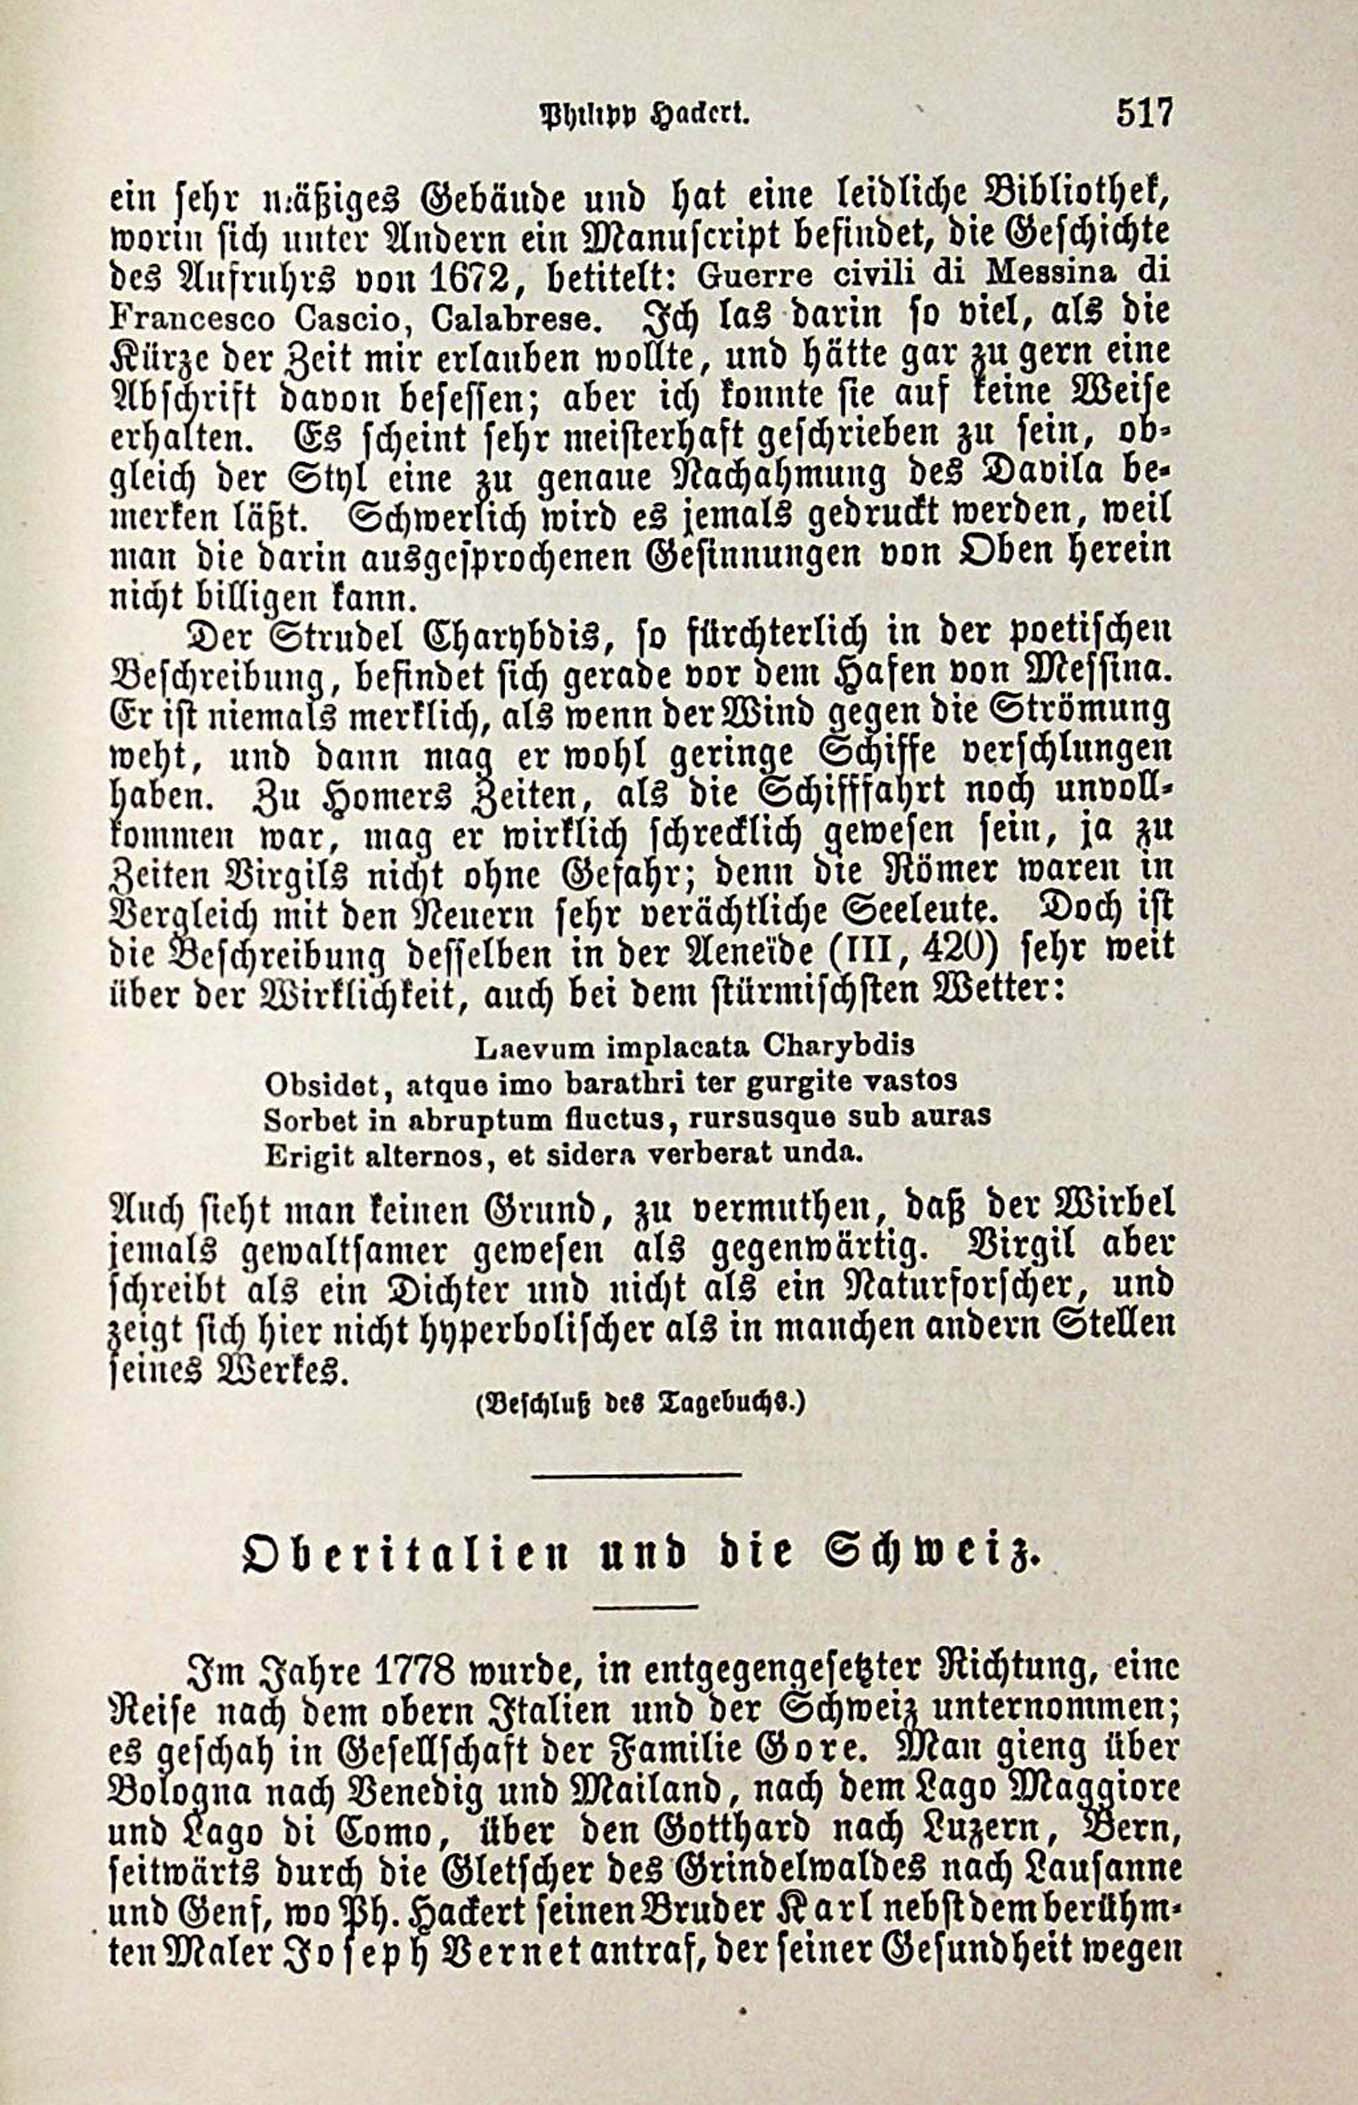 Philipp Hackert. 517
ein sehr mäßiges Gebäude und hat eine leidliche Bibliothek,
worin sich unter Andern ein Manuscript befindet, die Geschichte
des Aufruhrs von 1672, betitelt: Guerre civili di Messina di
Francesco Cascio, Calabrese. Ich las darin so viel, als die
Kürze der Zeit mir erlauben wollte, und hätte gar zu gern eine
Abschrift davon besessen; aber ich konnte sie auf keine Weise
erhalten. Es scheint sehr meisterhaft geschrieben zu sein, ob-
gleich der Styl eine zu genaue Nachahmung des Davila be-
merken läßt. Schwerlich wird es jemals gedruckt werden, weil
man die darin ausgesprochenen Gesinnungen von Oben herein
nicht billigen kann.
Der Strudel Charybdis, so fürchterlich in der poetischen
Beschreibung, befindet sich gerade vor dem Hafen von Messina.
Er ist niemals merklich, als wenn der Wind gegen die Strömung
weht, und dann mag er wohl geringe Schiffe verschlungen
haben. Zu Homers Zeiten, als die Schifffahrt noch unvoll-
kommen war, mag er wirklich schrecklich gewesen sein, ja zu
Zeiten Virgils nicht ohne Gefahr; denn die Römer waren in
Vergleich mit den Neuern sehr verächtliche Seeleute. Doch ist
die Beschreibung desselben in der Aeneïde (III, 420) sehr weit
über der Wirklichkeit, auch bei dem stürmischsten Wetter:
Laevum implacata Charybdis
Obsidet, atque imo barathri ter gurgite vastos
Sorbet in abruptum fluctus, rursusque sub auras
Erigit alternos, et sidera verberat unda.
Auch sieht man keinen Grund, zu vermuthen, daß der Wirbel
jemals gewaltsamer gewesen als gegenwärtig. Virgil aber
schreibt als ein Dichter und nicht als ein Naturforscher, und
zeigt sich hier nicht hyperbolischer als in manchen andern Stellen
seines Werkes.
(Beschluß des Tagebuchs.)
Oberitalien und die Schweiz.
Im Jahre 1778 wurde, in entgegengesetzter Richtung, eine
Reise nach dem obern Italien und der Schweiz unternommen;
es geschah in Gesellschaft der Familie Gore. Man gieng über
Bologna nach Venedig und Mailand, nach dem Lago Maggiore
und Lago di Como, über den Gotthard nach Luzern, Bern,
seitwärts durch die Gletscher des Grindelwaldes nach Lausanne
und Genf, wo Ph. Hackert seinen Bruder Karl nebst dem berühm-
ten Maler Joseph Vernet antraf, der seiner Gesundheit wegen